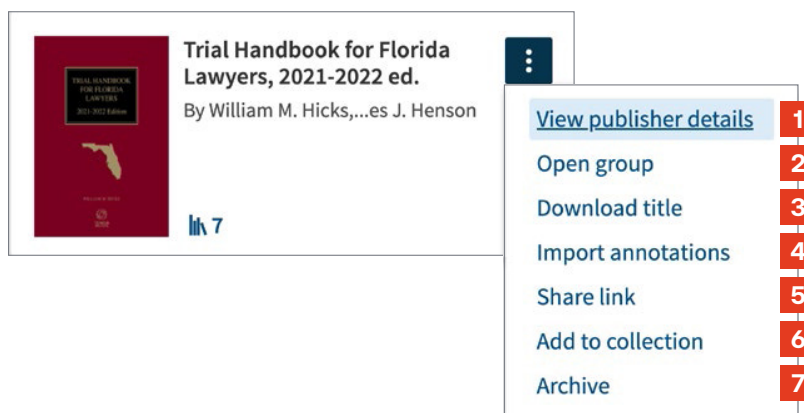 Trial Handbook for Florida
Lawyers, 2021-2022 ed.
By William M. Hicks,...es J. Henson
TRIAL HANDBOOK
FOR FLORIDA
LAWYERS
2021-2022 Edition
WILLIAM M. HICKS
7
View publisher details 1
Open group 2
Download title 3
Import annotations 4
Share link 5
Add to collection 6
Archive 7